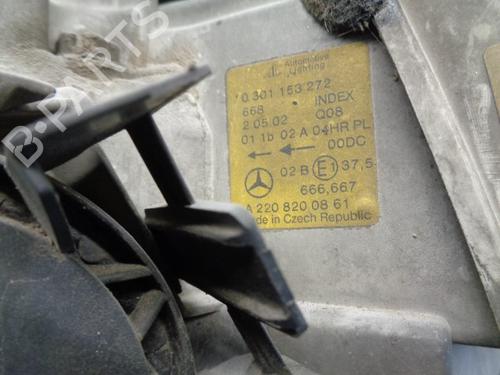 Automotive
Lighting
0 301 153 272
668 INDEX
2 05.02 Q08
01 1b 02 A 04HR PL
00DC
02 B E1 37,5
666,667
A 220 820 08 61
Made in Czech Republic
B-PARTS